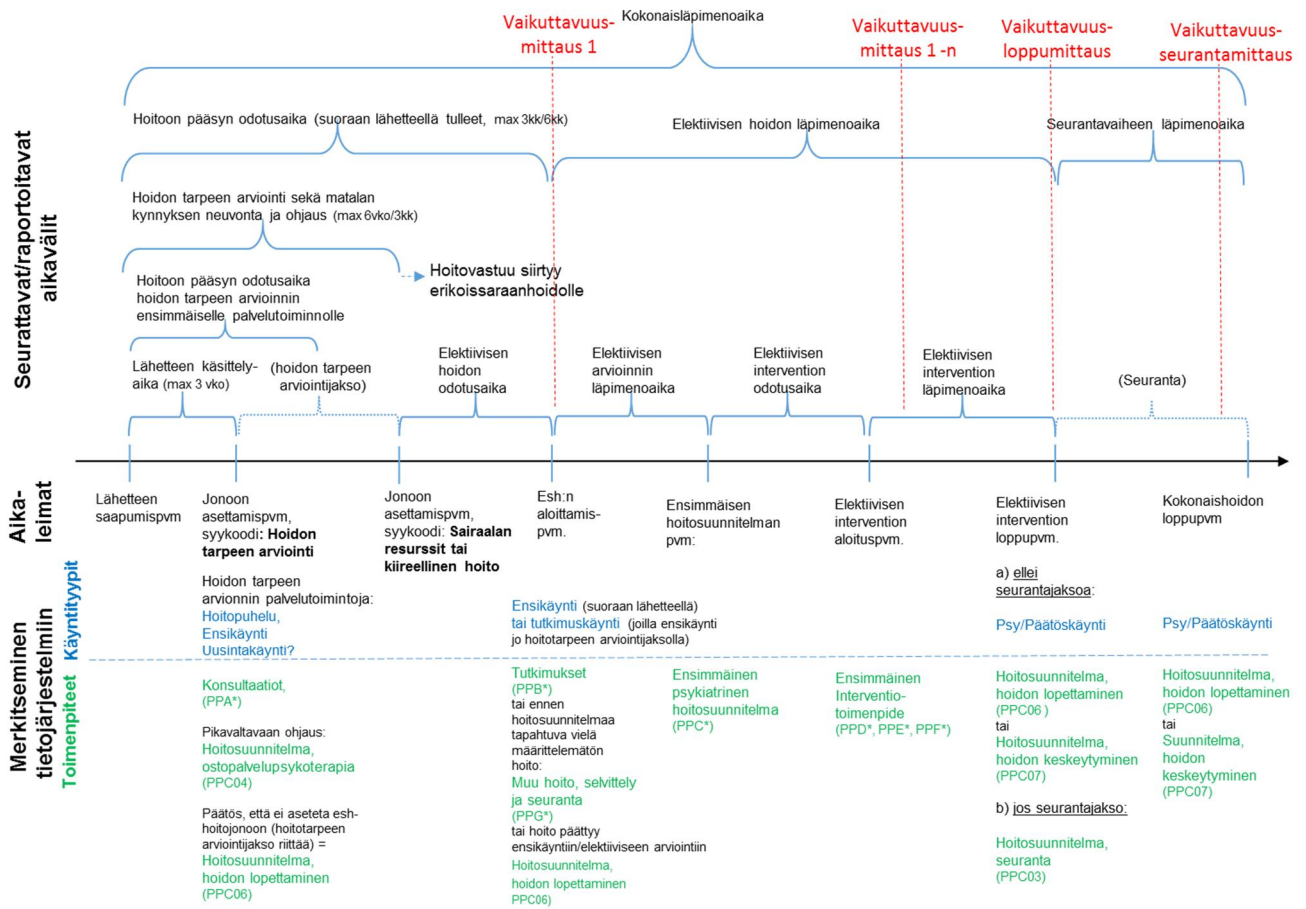 Kokonaisläpimenoaika
Vaikuttavuus-
mittaus 1
Vaikuttavuus-
mittaus 1 -n
Vaikuttavuus-
loppumittaus
Vaikuttavuus-
seurantamittaus
Seurattavat/raportoitavat
aikavälit
Hoitoon pääsyn odotusaika (suoraan lähetteellä tulleet, max 3kk/6kk)
Elektiivisen hoidon läpimenoaika
Seurantavaiheen läpimenoaika
Hoidon tarpeen arviointi sekä matalan
kynnyksen neuvonta ja ohjaus (max 6vko/3kk)
Hoitoon pääsyn odotusaika
hoidon tarpeen arvioinnin
ensimmäiselle palvelutoiminnolle
Hoitovastuu siirtyy
erikoissaraanhoidolle
Lähetteen käsittely-
aika (max 3 vko)
(hoidon tarpeen
arviointijakso)
Elektiivisen
hoidon
odotusaika
Elektiivisen
arvioinnin
läpimenoaika
Elektiivisen
intervention
odotusaika
Elektiivisen
intervention
läpimenoaika
(Seuranta)
Aika-
leimat
Lähetteen
saapumispvm
Jonoon
asettamispvm,
syykoodi: Hoidon
tarpeen arviointi
Jonoon
asettamispvm,
syykoodi: Sairaalan
resurssit tai
kiireellinen hoito
Esh:n
aloittamis-
pvm.
Ensimmäisen
hoitosuunnitelman
pvm:
Elektiivisen
intervention
aloituspvm.
Elektiivisen
intervention
loppupvm.
Kokonaishoidon
loppupvm
Merkitseminen
tietojärjestelmiin
Käyntityypit
Hoidon tarpeen
arvionnin palvelutoimintoja:
Hoitopuhelu,
Ensikäynti
Uusintakäynti?
Ensikäynti (suoraan lähetteellä)
tai tutkimuskäynti (joilla ensikäynti
jo hoitotarpeen arviointijaksolla)
a) ellei
seurantajaksoa:
Psy/Päätöskäynti
Psy/Päätöskäynti
Toimenpiteet
Konsultaatiot,
(PPA*)
Pikavaltavaan ohjaus:
Hoitosuunnitelma,
ostopalvelupsykoterapia
(PPC04)
Päätös, että ei aseteta esh-
hoitojonoon (hoitotarpeen
arviointijakso riittää) =
Hoitosuunnitelma,
hoidon lopettaminen
(PPC06)
Tutkimukset
(PPB*)
tai ennen
hoitosuunnitelmaa
tapahtuva vielä
määrittelemätön
hoito:
Muu hoito, selvittely
ja seuranta
(PPG*)
tai hoito päättyy
ensikäyntiin/elektiiviseen arviointiin
Hoitosuunnitelma,
hoidon lopettaminen
PPC06)
Ensimmäinen
psykiatrinen
hoitosuunnitelma
(PPC*)
Ensimmäinen
Interventio-
toimenpide
(PPD*, PPE*, PPF*)
Hoitosuunnitelma,
hoidon lopettaminen
(PPC06 )
tai
Hoitosuunnitelma,
hoidon keskeytyminen
(PPC07)
b) jos seurantajakso:
Hoitosuunnitelma,
seuranta
(PPC03)
Hoitosuunnitelma,
hoidon lopettaminen
(PPC06)
tai
Suunnitelma,
hoidon
keskeytyminen
(PPC07)